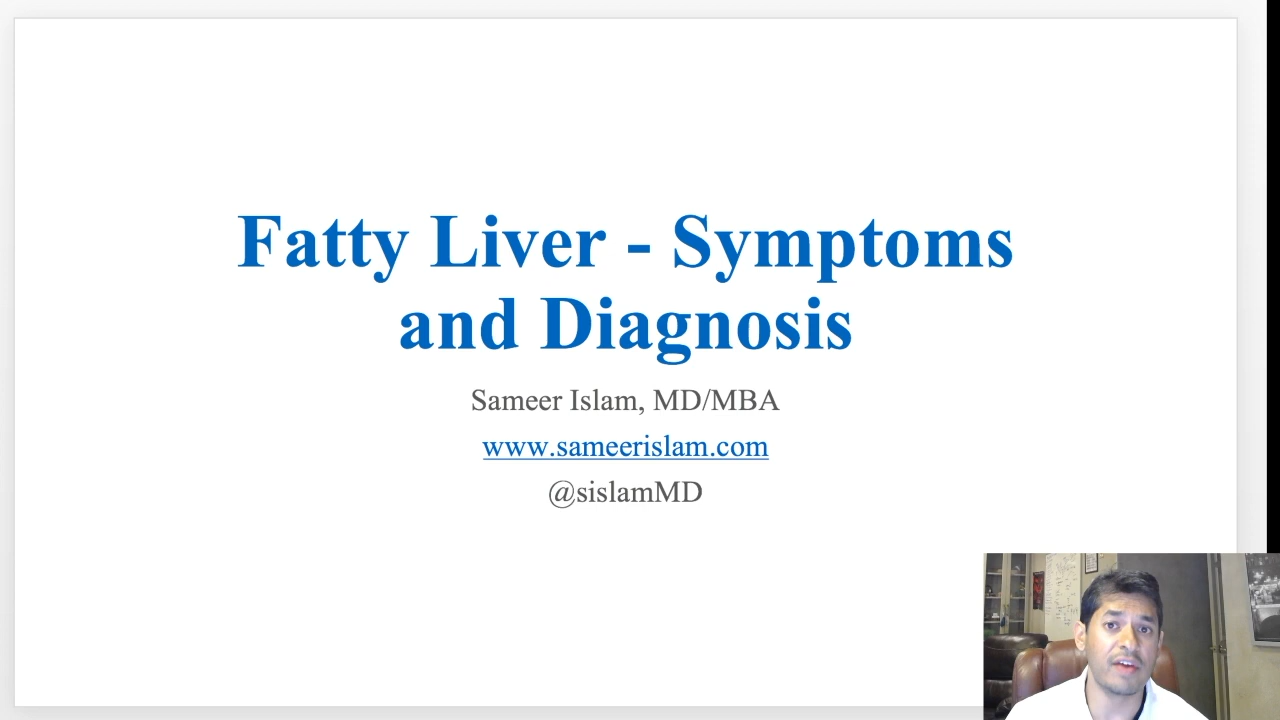 Fatty Liver - Symptoms
and Diagnosis
Sameer Islam, MD/MBA
www.sameerislam.com
@sislamMD